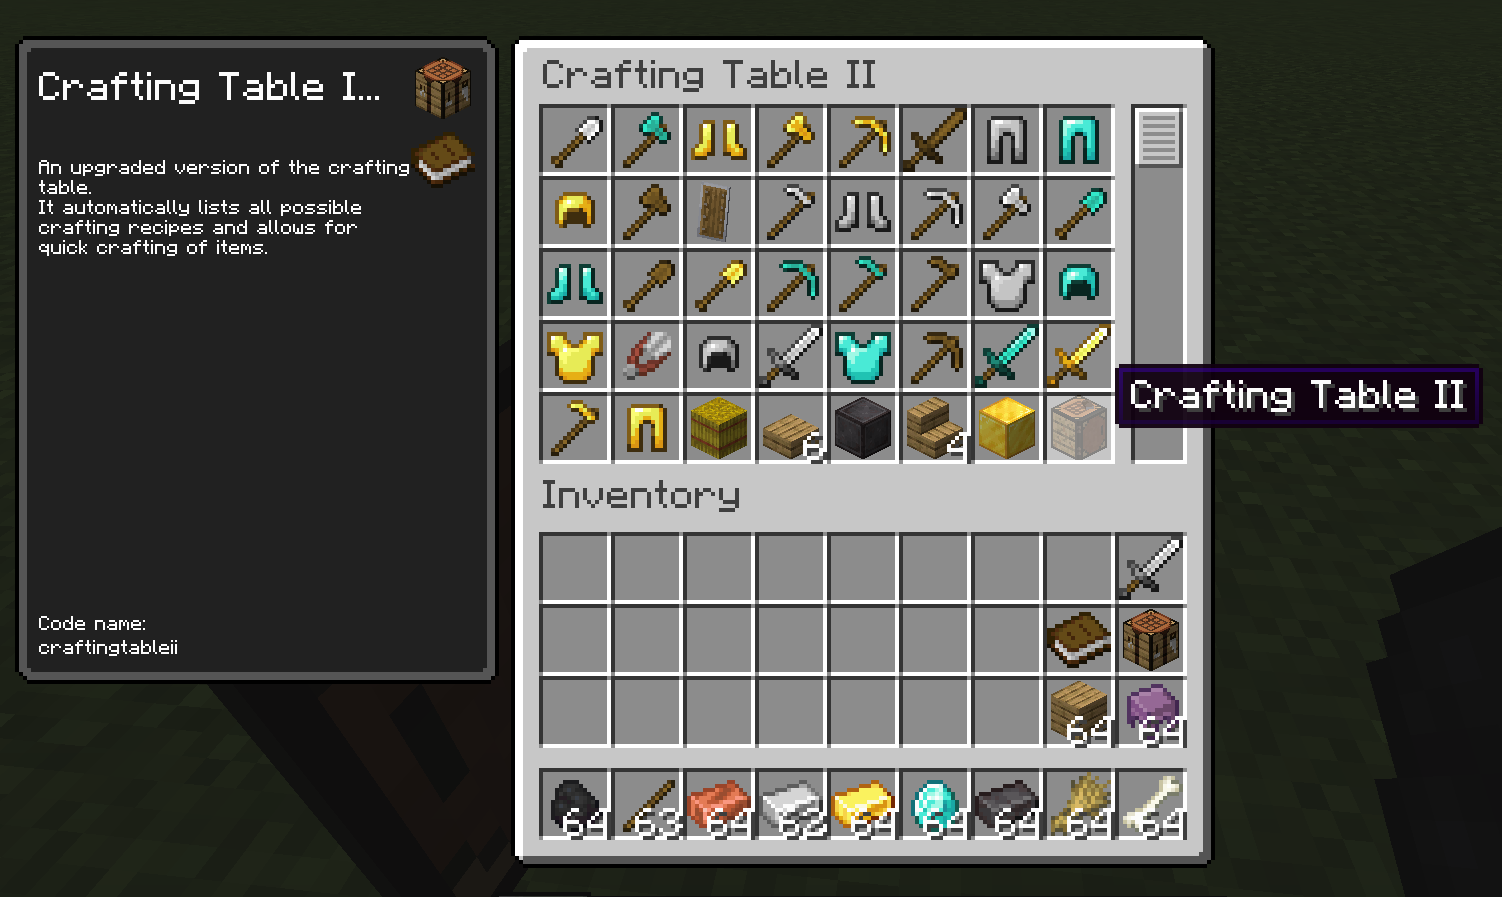 Crafting Table I...
An upgraded version of the crafting
table.
It automatically lists all possible
crafting recipes and allows for
quick crafting of items.
Code name:
craftingtableii
Crafting Table II
6
4
Crafting Table II
Inventory
64
64
64
63
64
62
64
64
64
64
64